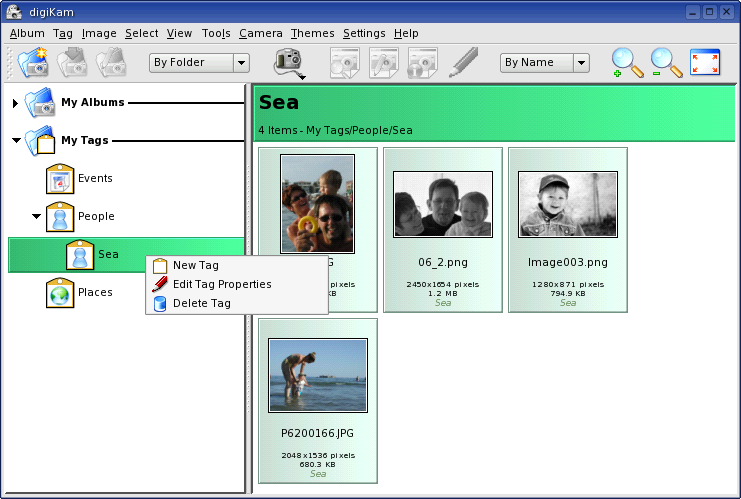 digiKam
Album Tag Image Select View Tools Camera Themes Settings Help
By Folder
By Name
My Albums
My Tags
Events
People
Sea
Places
New Tag
Edit Tag Properties
Delete Tag
Sea
4 Items - My Tags/People/Sea
06_2.png
2450x1654 pixels
1.2 MB
Sea
Image003.png
1280x871 pixels
794.9 KB
Sea
P6200166.JPG
2048x1536 pixels
680.3 KB
Sea